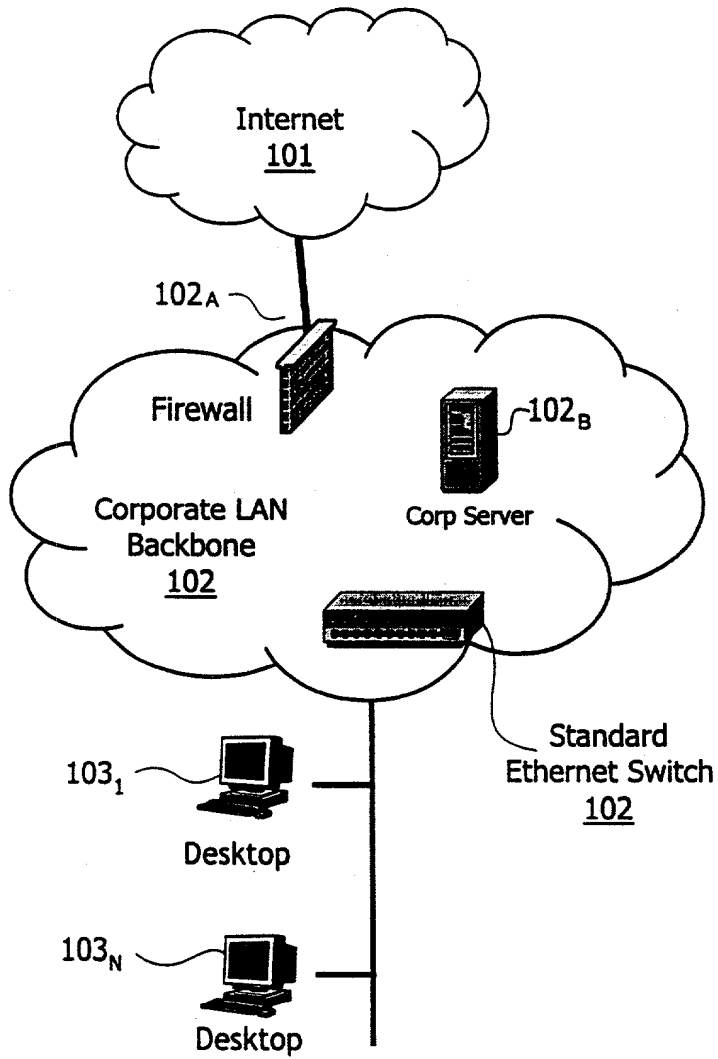 Internet
101
102A
Firewall
102B
Corp Server
Corporate LAN
Backbone
102
Standard
Ethernet Switch
102
1031
Desktop
103N
Desktop